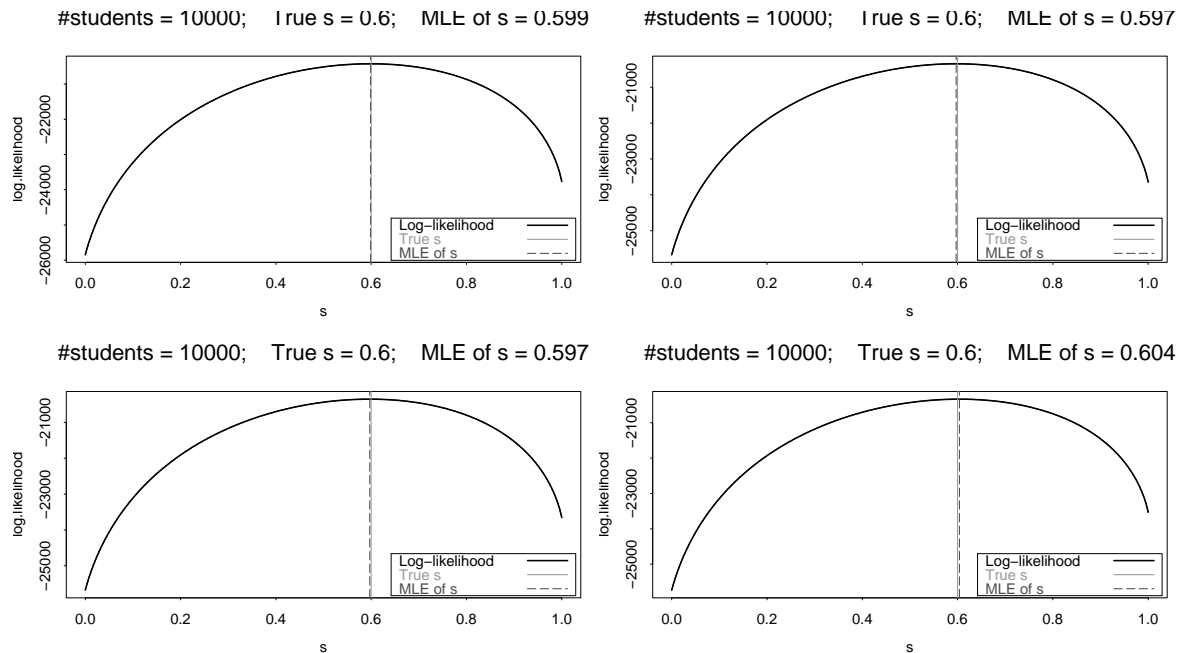 #students = 10000; True s = 0.6; MLE of s = 0.599
log.likelihood
−22000
−24000
−26000
Log−likelihood
True s
MLE of s
0.0 0.2 0.4 0.6 0.8 1.0
s
#students = 10000; True s = 0.6; MLE of s = 0.597
log.likelihood
−21000
−23000
−25000
Log−likelihood
True s
MLE of s
0.0 0.2 0.4 0.6 0.8 1.0
s
#students = 10000; True s = 0.6; MLE of s = 0.597
log.likelihood
−21000
−23000
−25000
Log−likelihood
True s
MLE of s
0.0 0.2 0.4 0.6 0.8 1.0
s
#students = 10000; True s = 0.6; MLE of s = 0.604
log.likelihood
−21000
−23000
−25000
Log−likelihood
True s
MLE of s
0.0 0.2 0.4 0.6 0.8 1.0
s